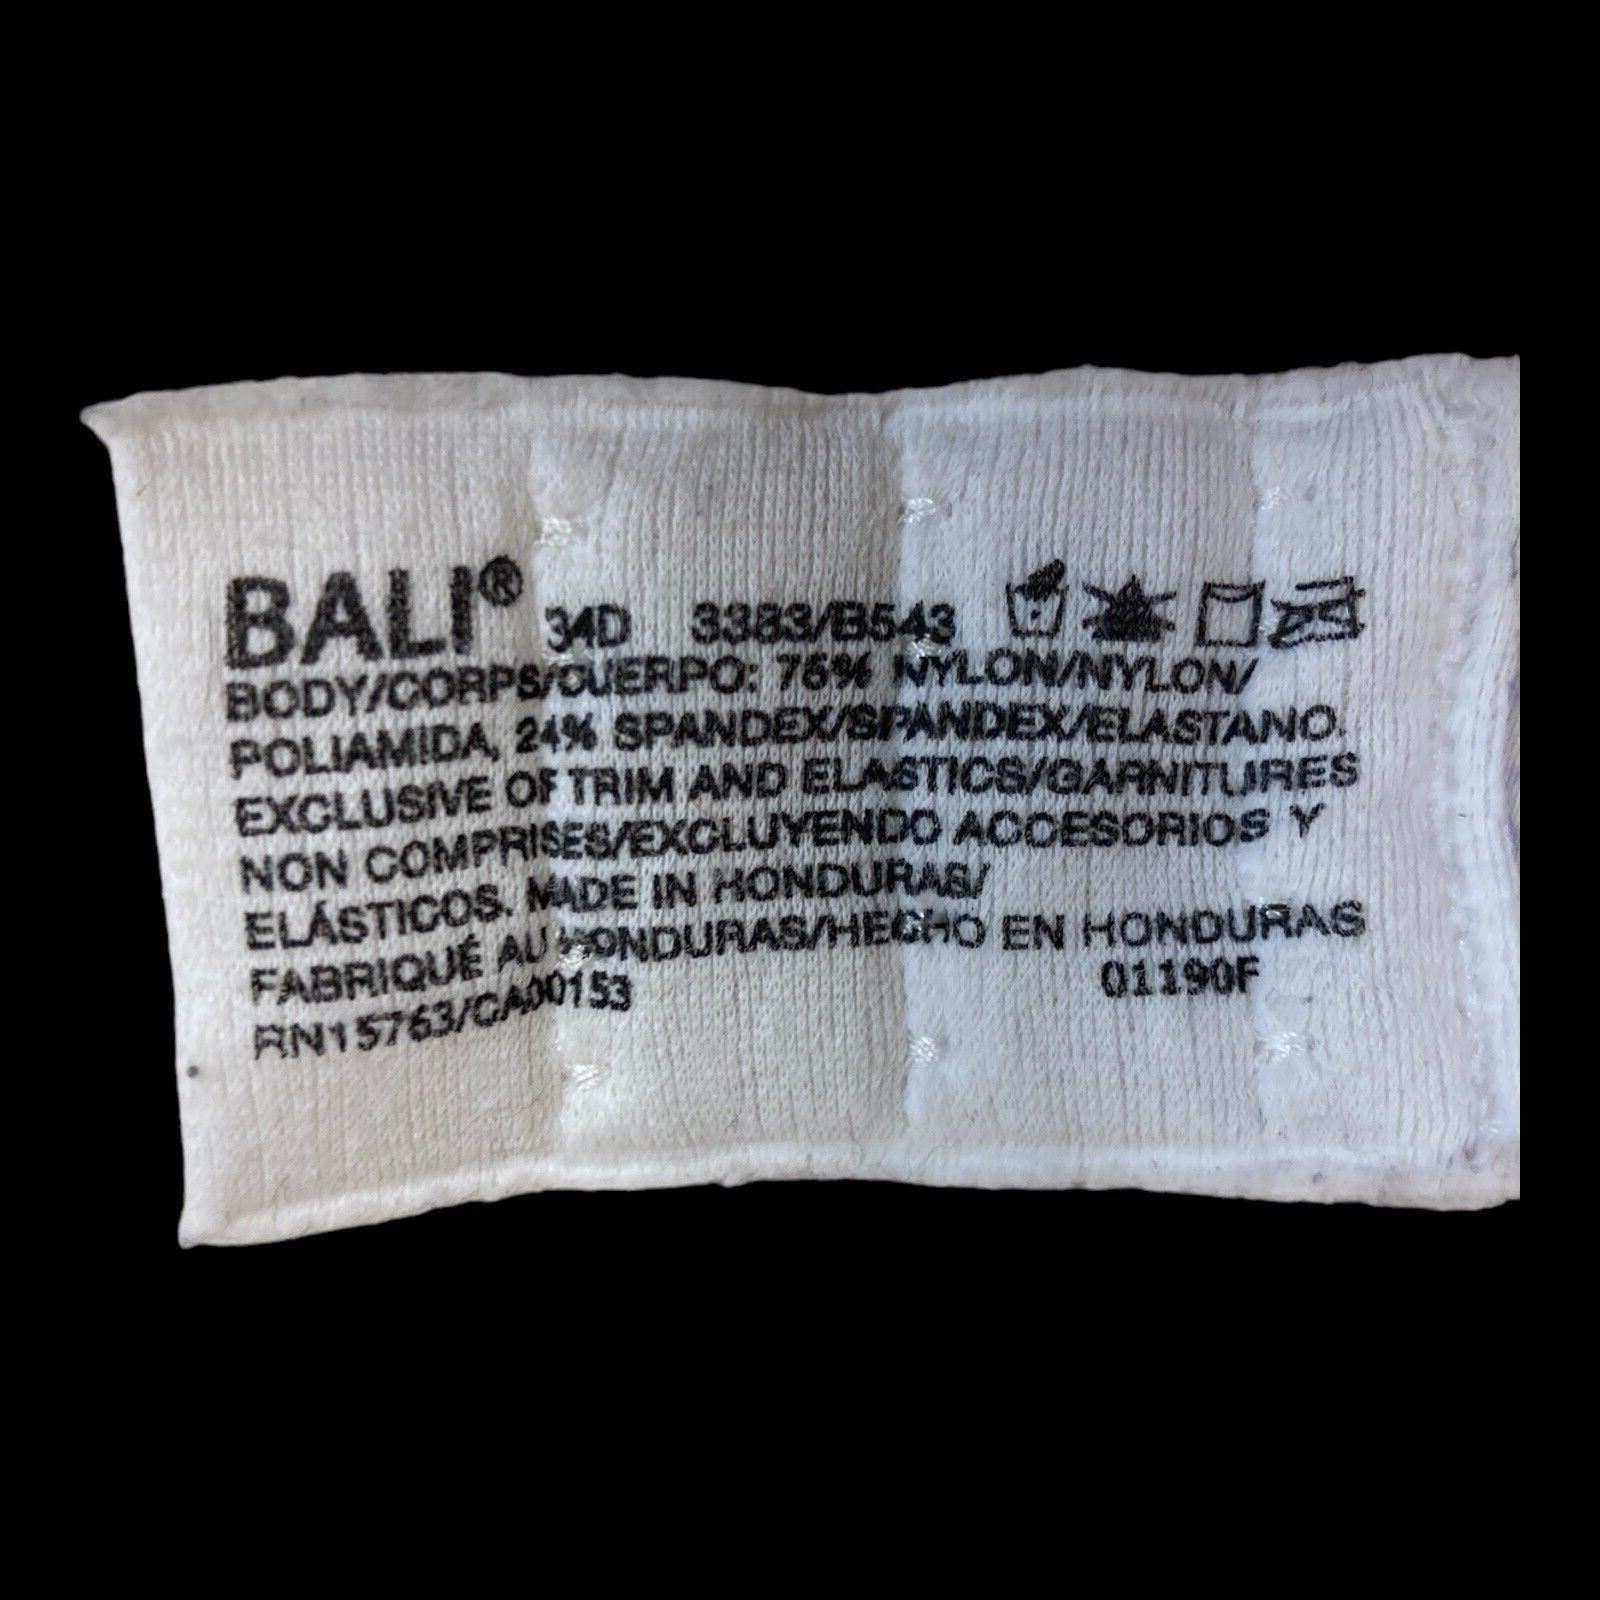 BALI® 34D 3383/B543
BODY/CORPS/CUERPO: 76% NYLON/NYLON/
POLIAMIDA, 24% SPANDEX/SPANDEX/ELASTANO.
EXCLUSIVE OF TRIM AND ELASTICS/GARNITURES
NON COMPRISES/EXCLUYENDO ACCESORIOS Y
ELÁSTICOS. MADE IN HONDURAS/
FABRIQUÉ AU HONDURAS/HECHO EN HONDURAS
RN15763/CA00153 01190F